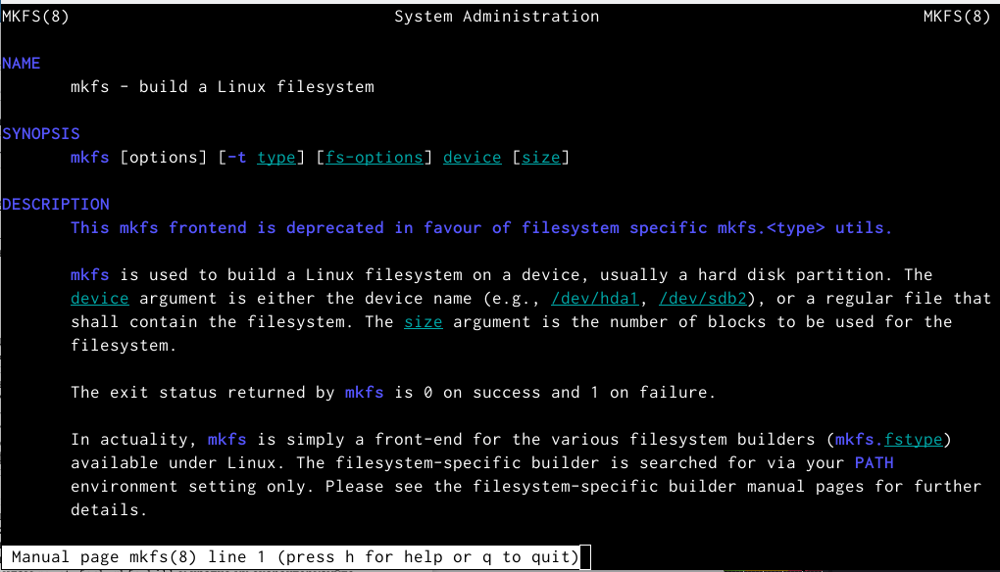 MKFS(8) System Administration MKFS(8)
NAME
mkfs - build a Linux filesystem
SYNOPSIS
mkfs [options] [-t type] [fs-options] device [size]
DESCRIPTION
This mkfs frontend is deprecated in favour of filesystem specific mkfs.<type> utils.
mkfs is used to build a Linux filesystem on a device, usually a hard disk partition. The
device argument is either the device name (e.g., /dev/hda1, /dev/sdb2), or a regular file that
shall contain the filesystem. The size argument is the number of blocks to be used for the
filesystem.
The exit status returned by mkfs is 0 on success and 1 on failure.
In actuality, mkfs is simply a front-end for the various filesystem builders (mkfs.fstype)
available under Linux. The filesystem-specific builder is searched for via your PATH
environment setting only. Please see the filesystem-specific builder manual pages for further
details.
Manual page mkfs(8) line 1 (press h for help or q to quit)